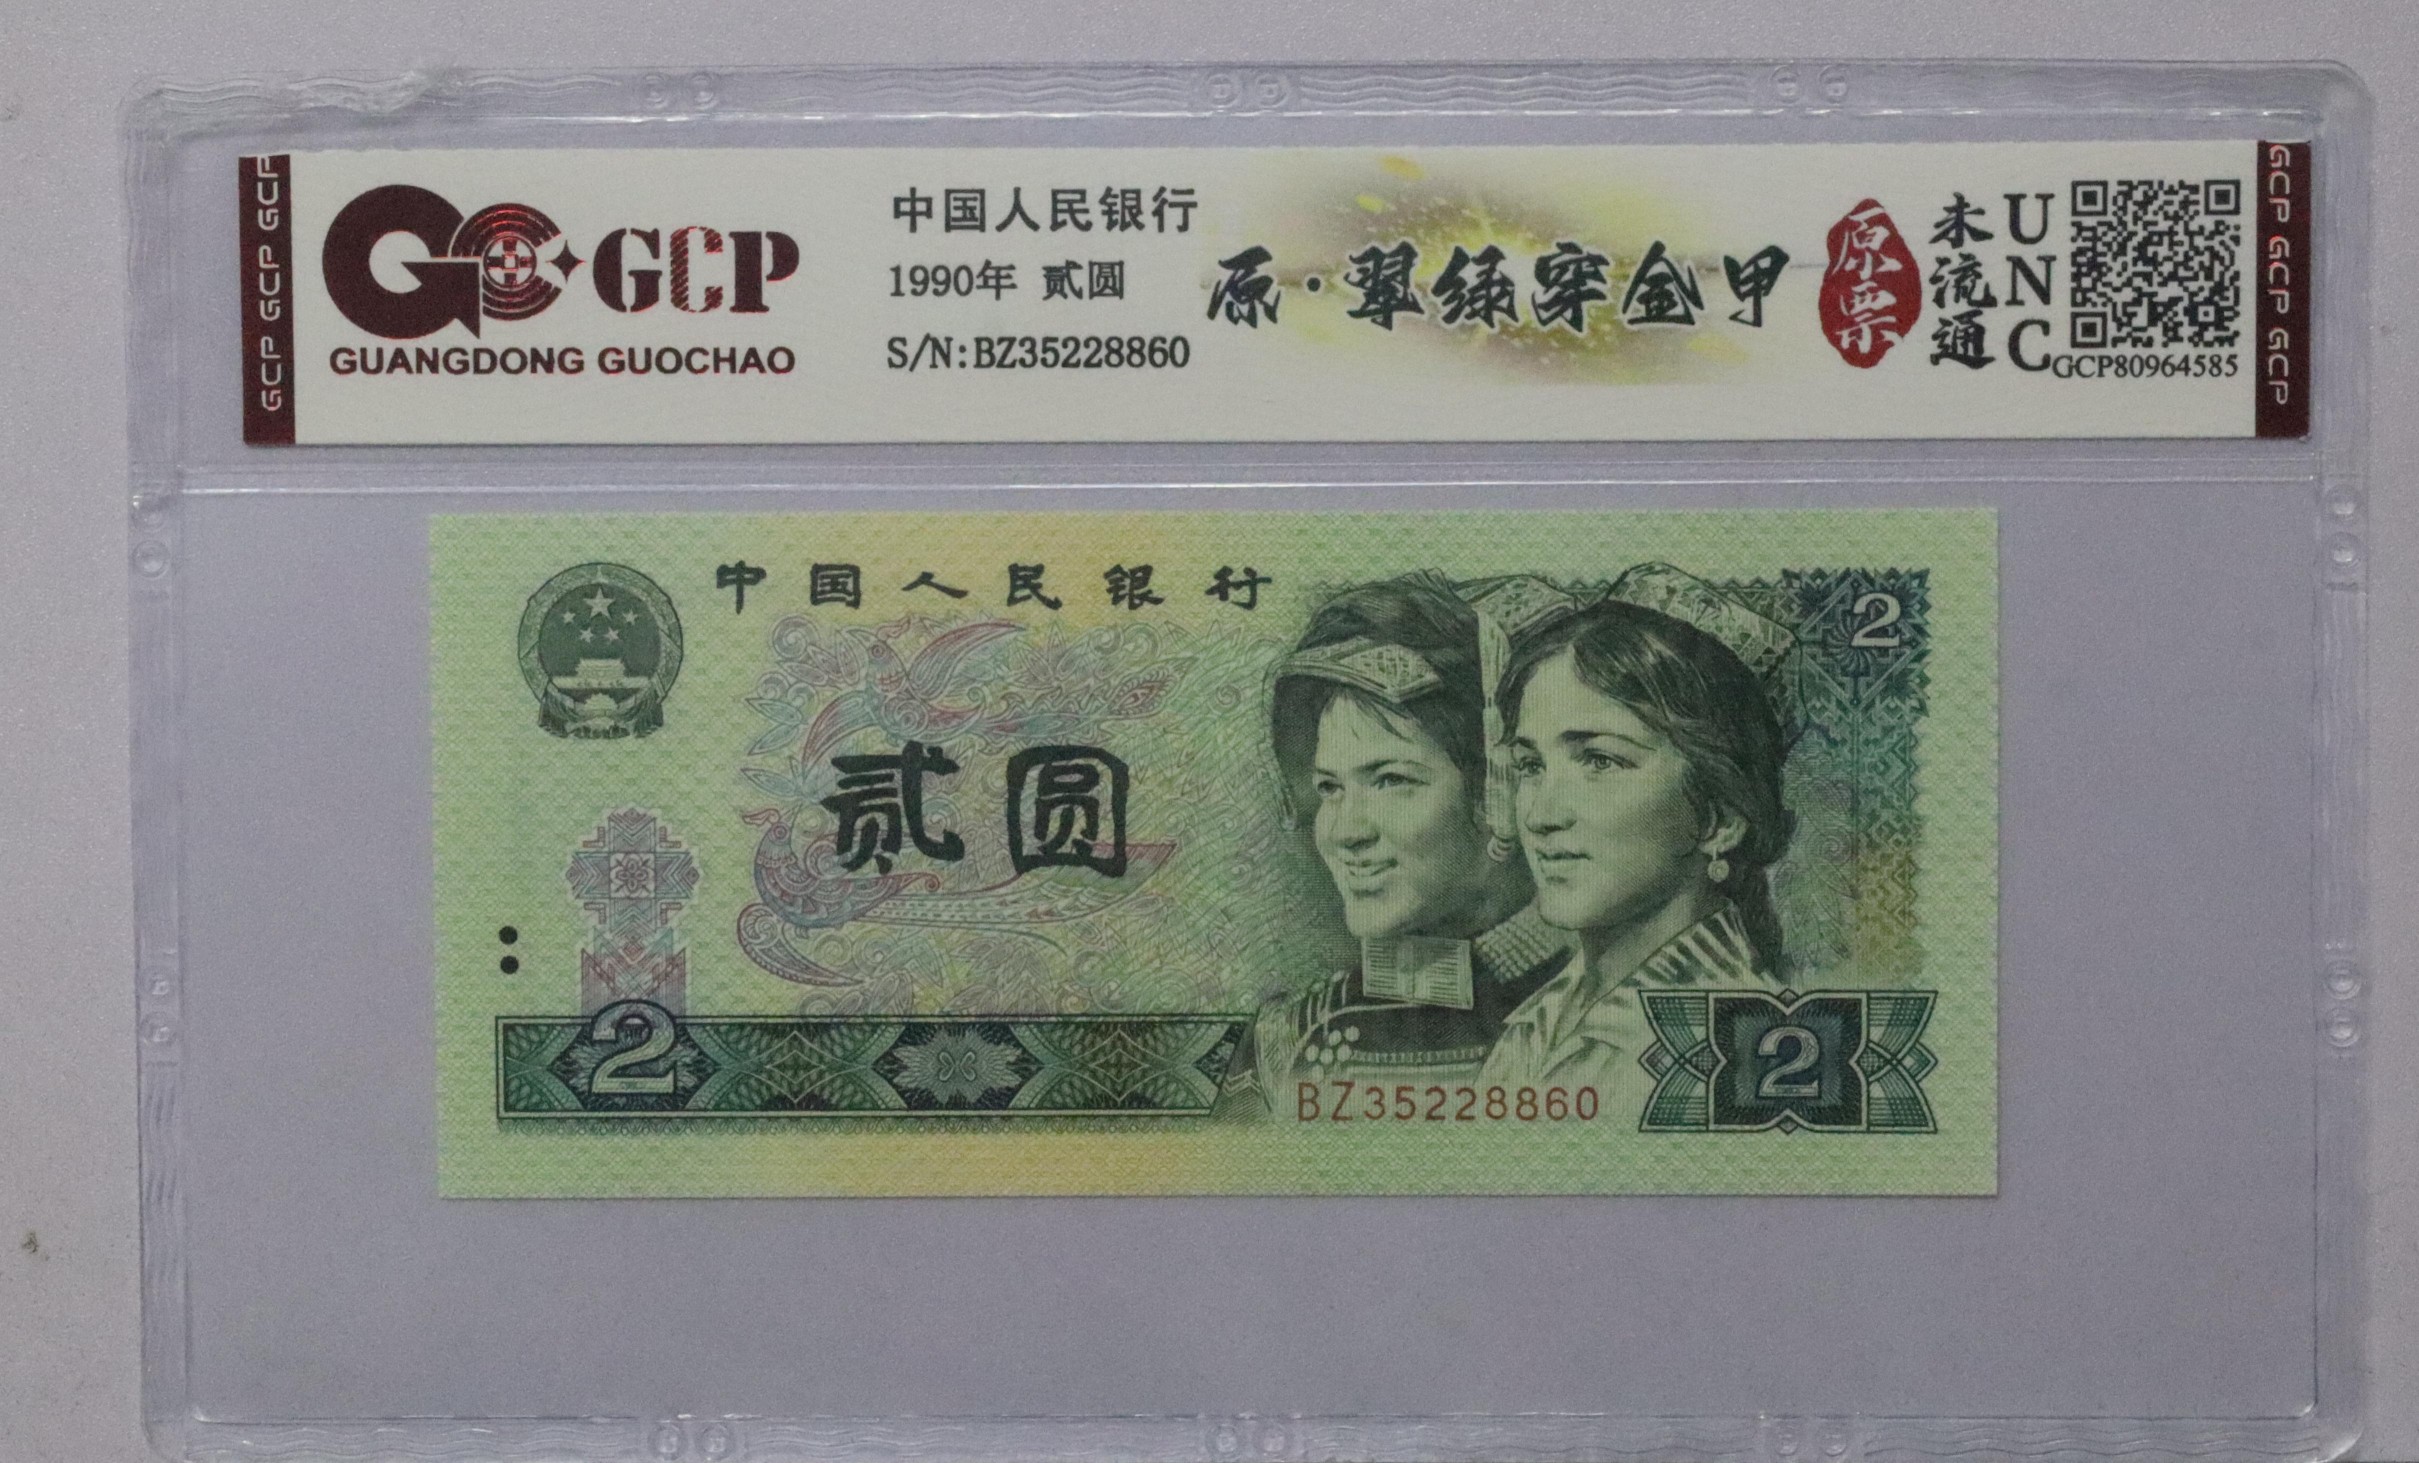 GCP GCP GCP GCP
GCP
GUANGDONG GUOCHAO
中国人民银行
1990年 贰圆
S/N:BZ35228860
原·翠绿穿金甲
原票
未流通
UNC
GCP80964585
GCP GCP GCP GCP
中国人民银行
2
贰圆
2
BZ35228860
2